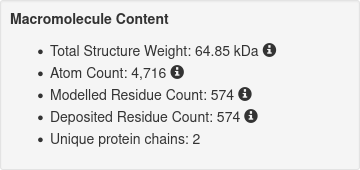 Macromolecule Content
• Total Structure Weight: 64.85 kDa
• Atom Count: 4,716
• Modelled Residue Count: 574
• Deposited Residue Count: 574
• Unique protein chains: 2